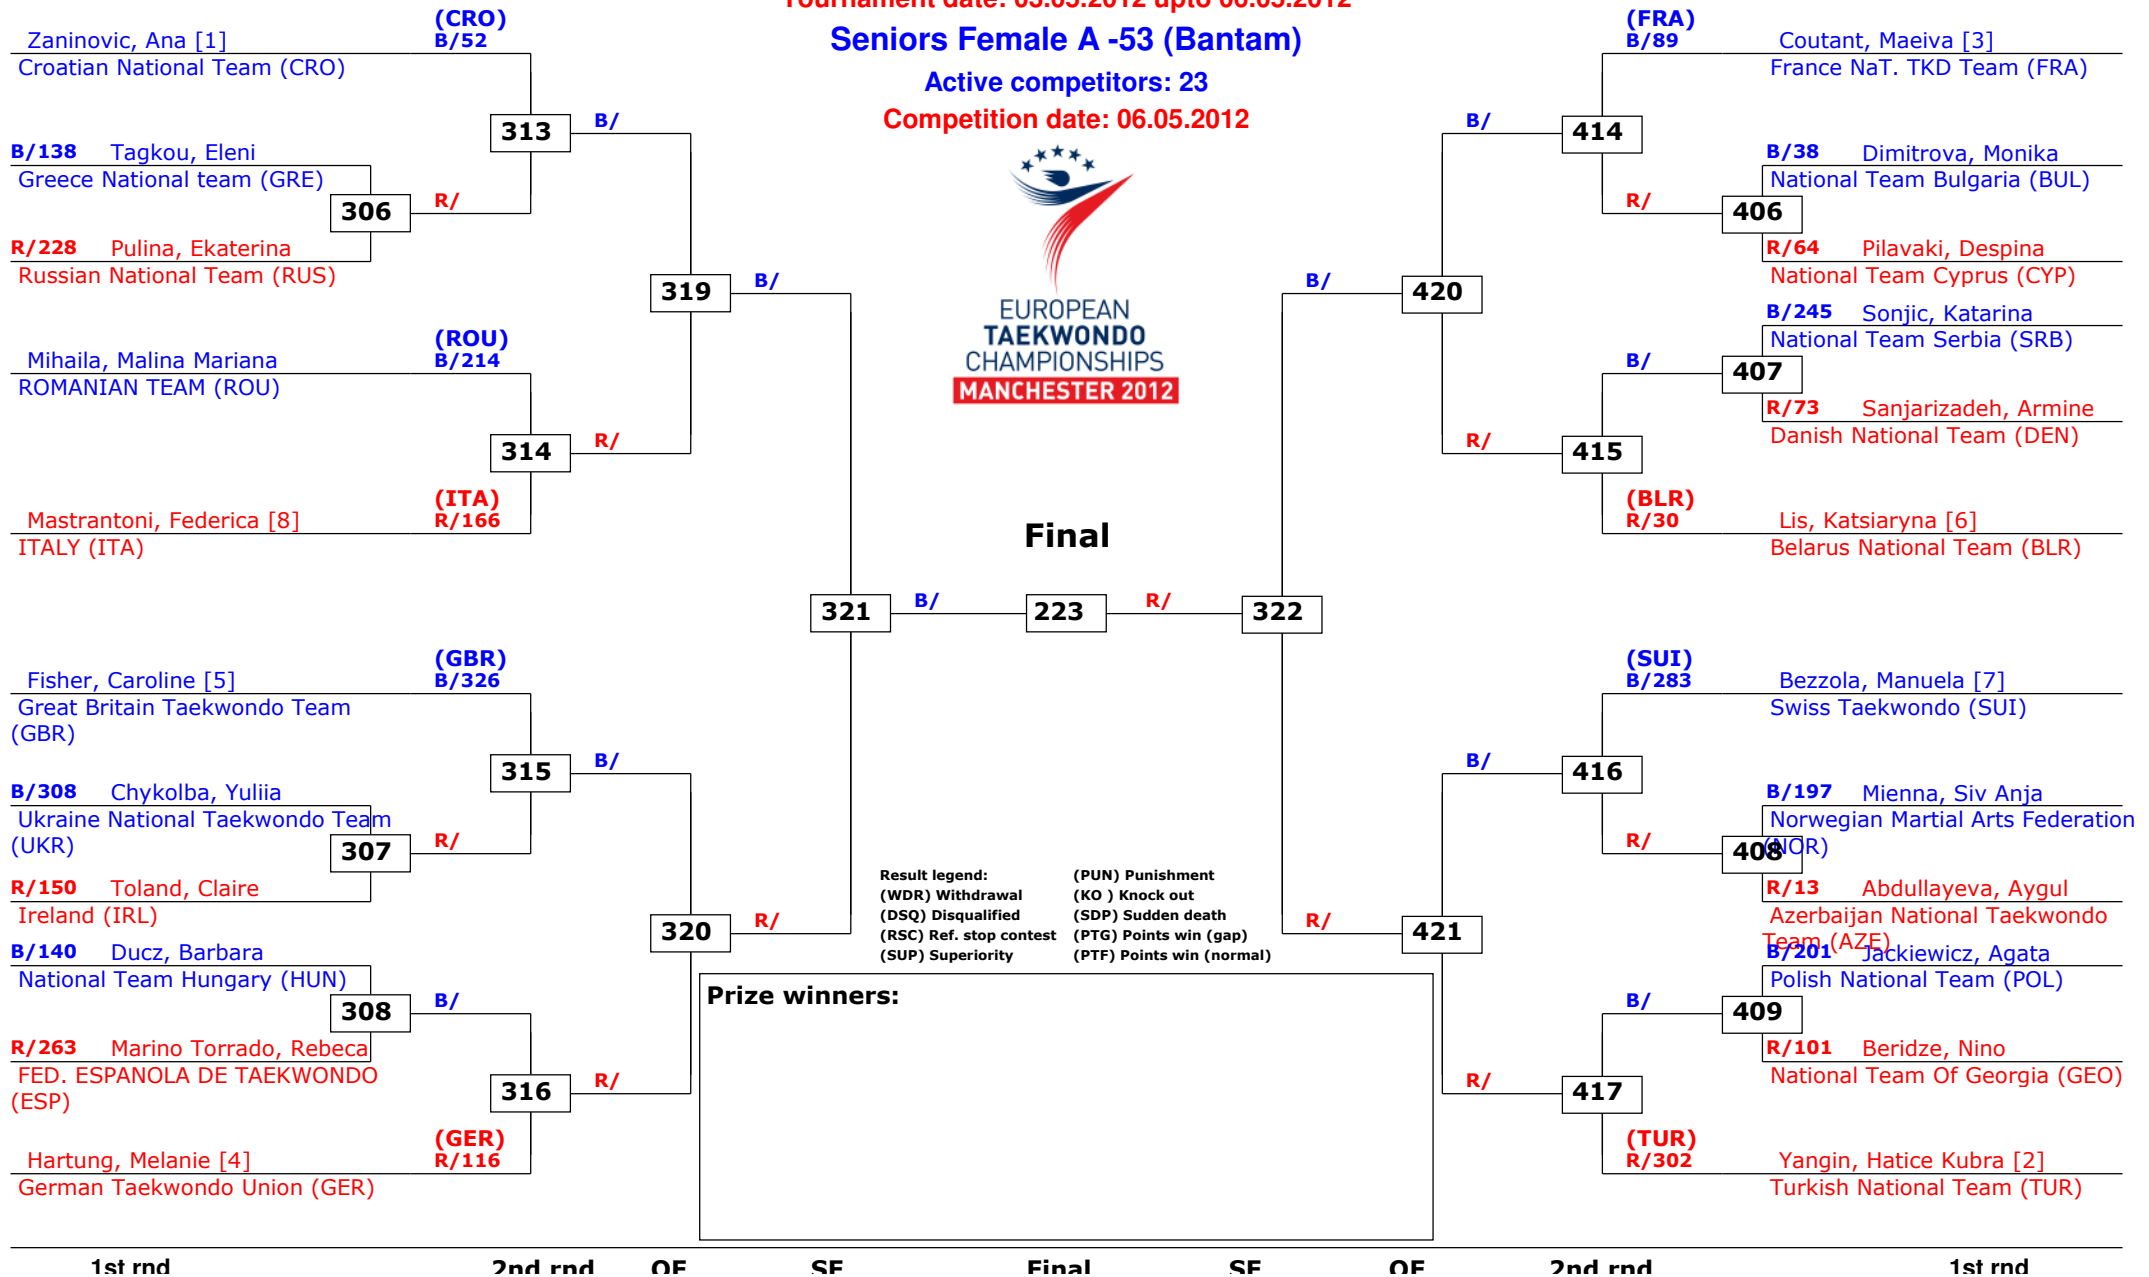 Tournament date: 03.05.2012 upto 06.05.2012
Seniors Female A -53 (Bantam)
Active competitors: 23
Competition date: 06.05.2012
EUROPEAN
TAEKWONDO
CHAMPIONSHIPS
MANCHESTER 2012
Zaninovic, Ana [1]
(CRO)
B/52
Croatian National Team (CRO)
313
B/
B/138 Tagkou, Eleni
Greece National team (GRE)
306
R/
R/228 Pulina, Ekaterina
Russian National Team (RUS)
319
B/
Mihaila, Malina Mariana
(ROU)
B/214
ROMANIAN TEAM (ROU)
314
R/
Mastrantoni, Federica [8]
(ITA)
R/166
ITALY (ITA)
321
B/
Fisher, Caroline [5]
(GBR)
B/326
Great Britain Taekwondo Team
(GBR)
315
B/
B/308 Chykolba, Yuliia
Ukraine National Taekwondo Team
(UKR)
307
R/
R/150 Toland, Claire
Ireland (IRL)
320
R/
B/140 Ducz, Barbara
National Team Hungary (HUN)
308
B/
R/263 Marino Torrado, Rebeca
FED. ESPANOLA DE TAEKWONDO
(ESP)
316
R/
Hartung, Melanie [4]
(GER)
R/116
German Taekwondo Union (GER)
Final
223
(FRA)
B/89
Coutant, Maeiva [3]
France NaT. TKD Team (FRA)
B/
414
B/38 Dimitrova, Monika
National Team Bulgaria (BUL)
R/
406
R/64 Pilavaki, Despina
National Team Cyprus (CYP)
B/
420
B/245 Sonjic, Katarina
National Team Serbia (SRB)
B/
407
R/73 Sanjarizadeh, Armine
Danish National Team (DEN)
R/
415
(BLR)
R/30
Lis, Katsiaryna [6]
Belarus National Team (BLR)
R/
322
(SUI)
B/283
Bezzola, Manuela [7]
Swiss Taekwondo (SUI)
B/
416
B/197 Mienna, Siv Anja
Norwegian Martial Arts Federation
(NOR)
R/
408
R/13 Abdullayeva, Aygul
Azerbaijan National Taekwondo
Team (AZE)
R/
421
B/201 Jackiewicz, Agata
Polish National Team (POL)
B/
409
R/101 Beridze, Nino
National Team Of Georgia (GEO)
R/
417
(TUR)
R/302
Yangin, Hatice Kubra [2]
Turkish National Team (TUR)
Result legend: (PUN) Punishment
(WDR) Withdrawal (KO ) Knock out
(DSQ) Disqualified (SDP) Sudden death
(RSC) Ref. stop contest (PTG) Points win (gap)
(SUP) Superiority (PTF) Points win (normal)
Prize winners:
1st rnd 2nd rnd QF SF Final SF QF 2nd rnd 1st rnd